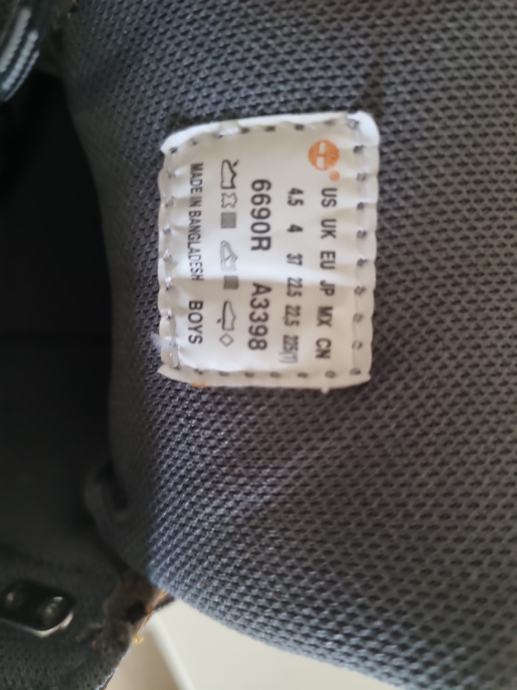 US UK EU JP MX CN
4.5 4 37 22.5 22.5 225(1)
6690R A3398
MADE IN BANGLADESH BOYS